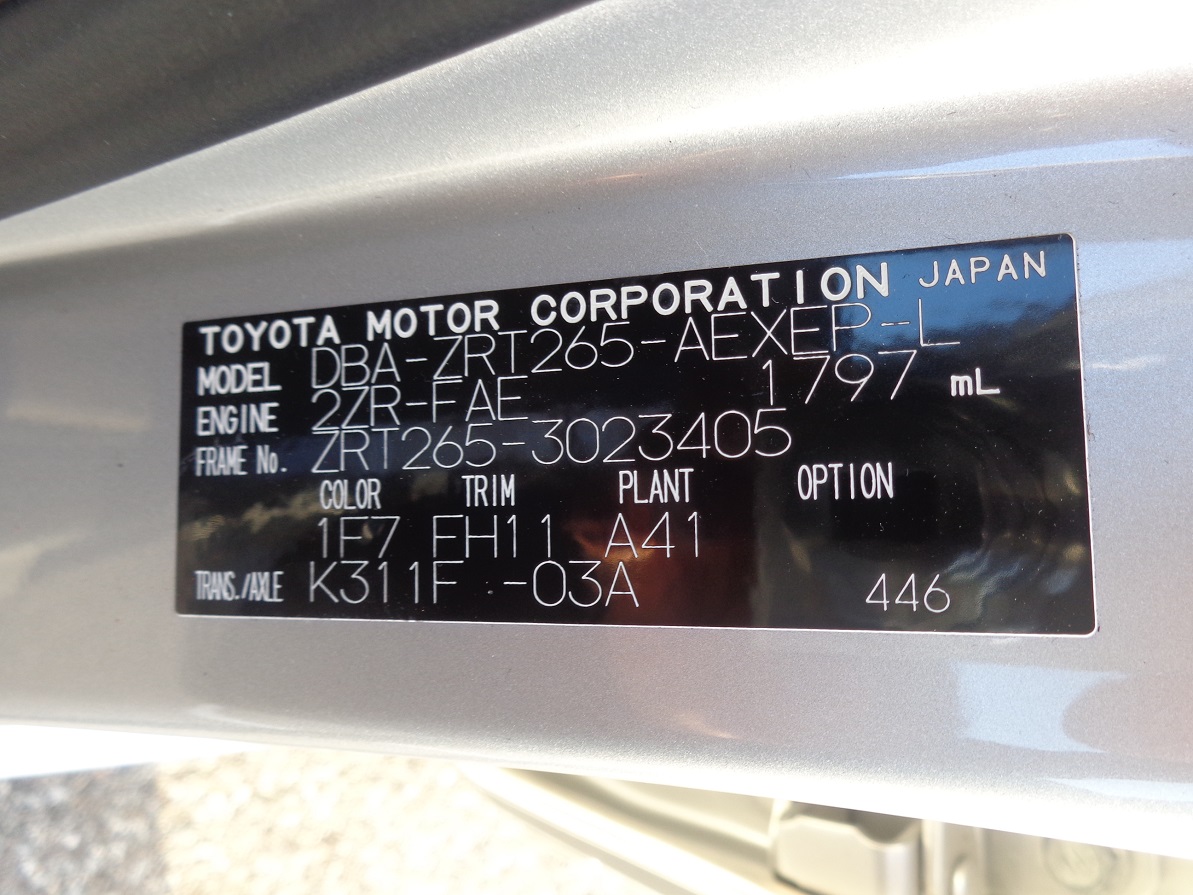 TOYOTA MOTOR CORPORATION JAPAN
MODEL DBA-ZRT265-AEXEP--L
ENGINE 2ZR-FAE 1797 mL
FRAME No. ZRT265-3023405
COLOR TRIM PLANT OPTION
1F7 FH11 A41
TRANS./AXLE K311F -03A 446